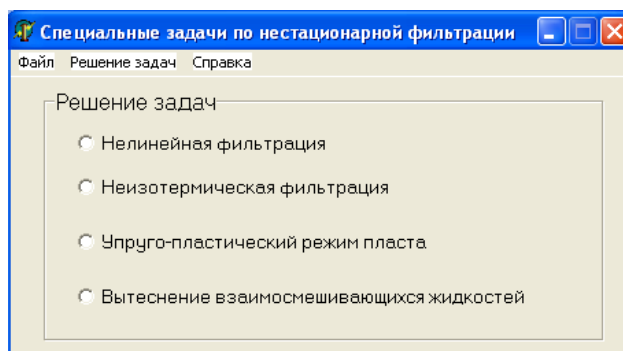 Специальные задачи по нестационарной фильтрации
Файл Решение задач Справка
Решение задач
Нелинейная фильтрация
Неизотермическая фильтрация
Упруго-пластический режим пласта
Вытеснение взаимосмешивающихся жидкостей